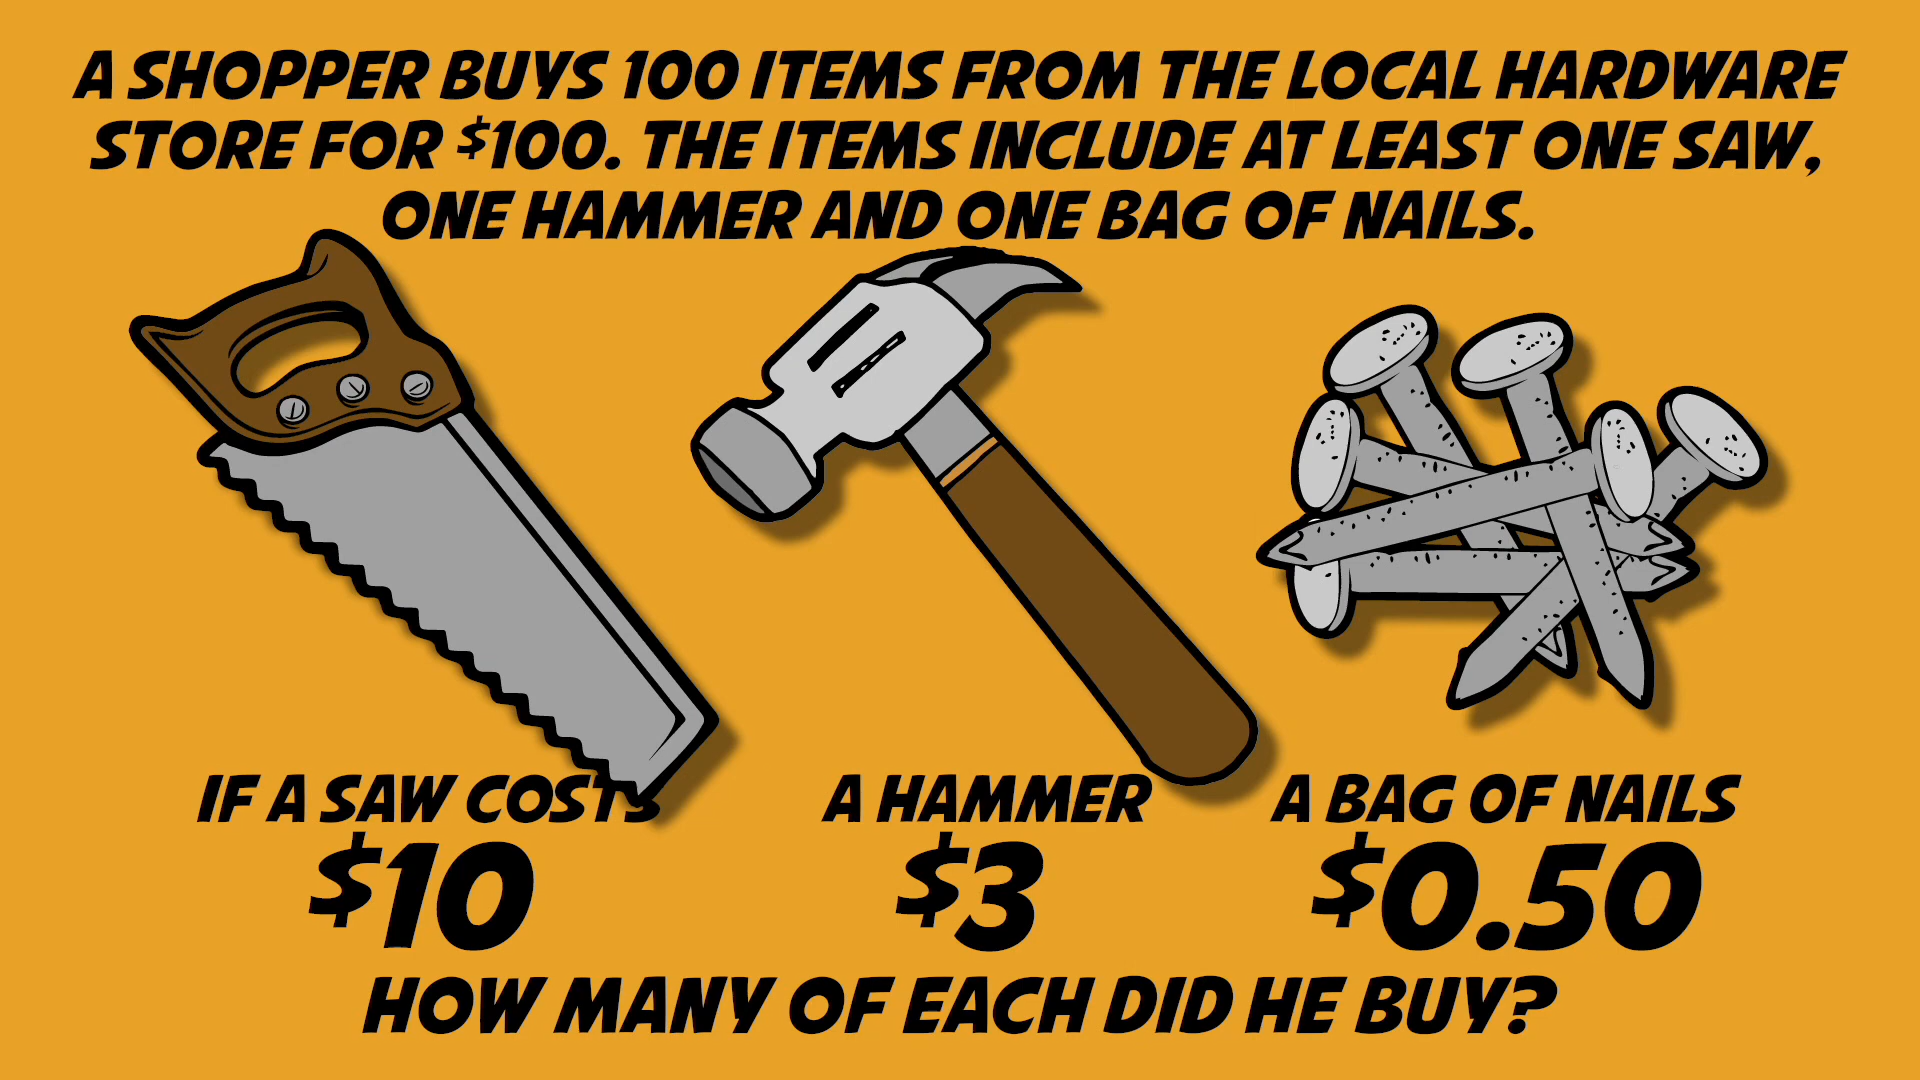 A SHOPPER BUYS 100 ITEMS FROM THE LOCAL HARDWARE
STORE FOR $100. THE ITEMS INCLUDE AT LEAST ONE SAW,
ONE HAMMER AND ONE BAG OF NAILS.
IF A SAW COSTS A HAMMER A BAG OF NAILS
$10 $3 $0.50
HOW MANY OF EACH DID HE BUY?